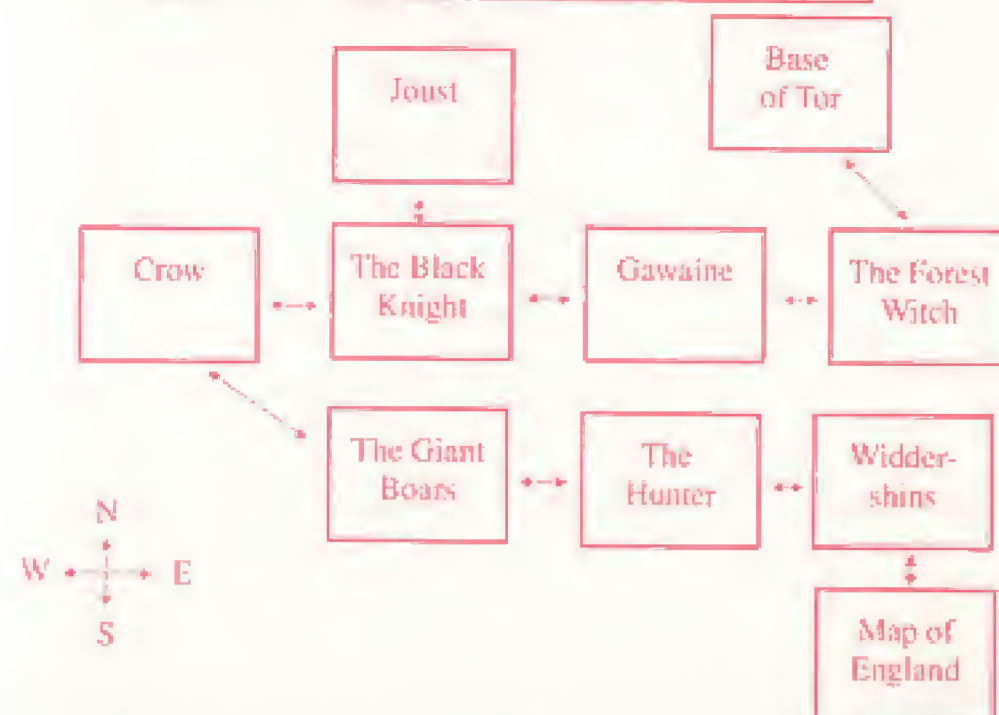 Base
of Tor
Joust
Crow
The Black
Knight
Gawaine
The Forest
Witch
The Giant
Boars
The
Hunter
Widder-
shins
N
W E
S
Map of
England